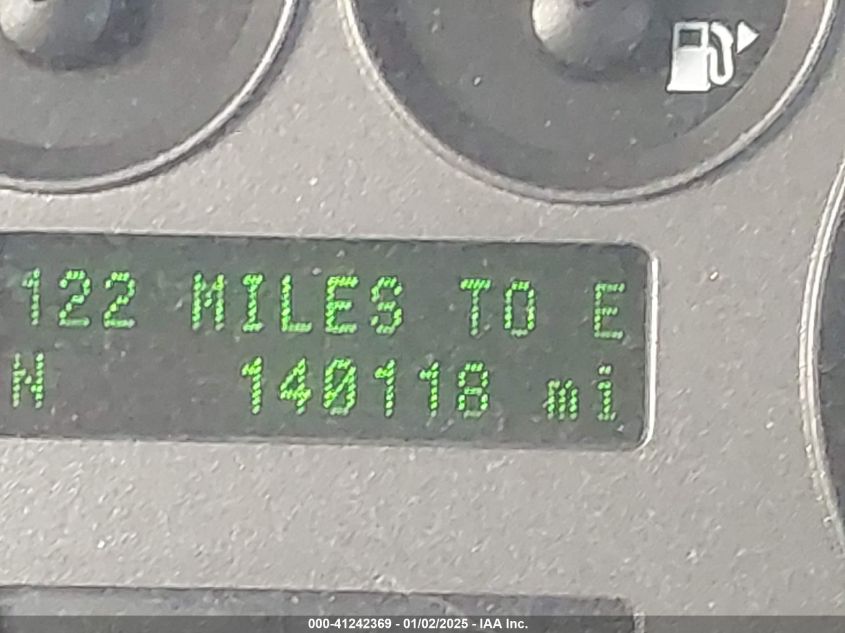 122 MILES TO E
N 140118 mi
000-41242369 - 01/02/2025 - IAA Inc.